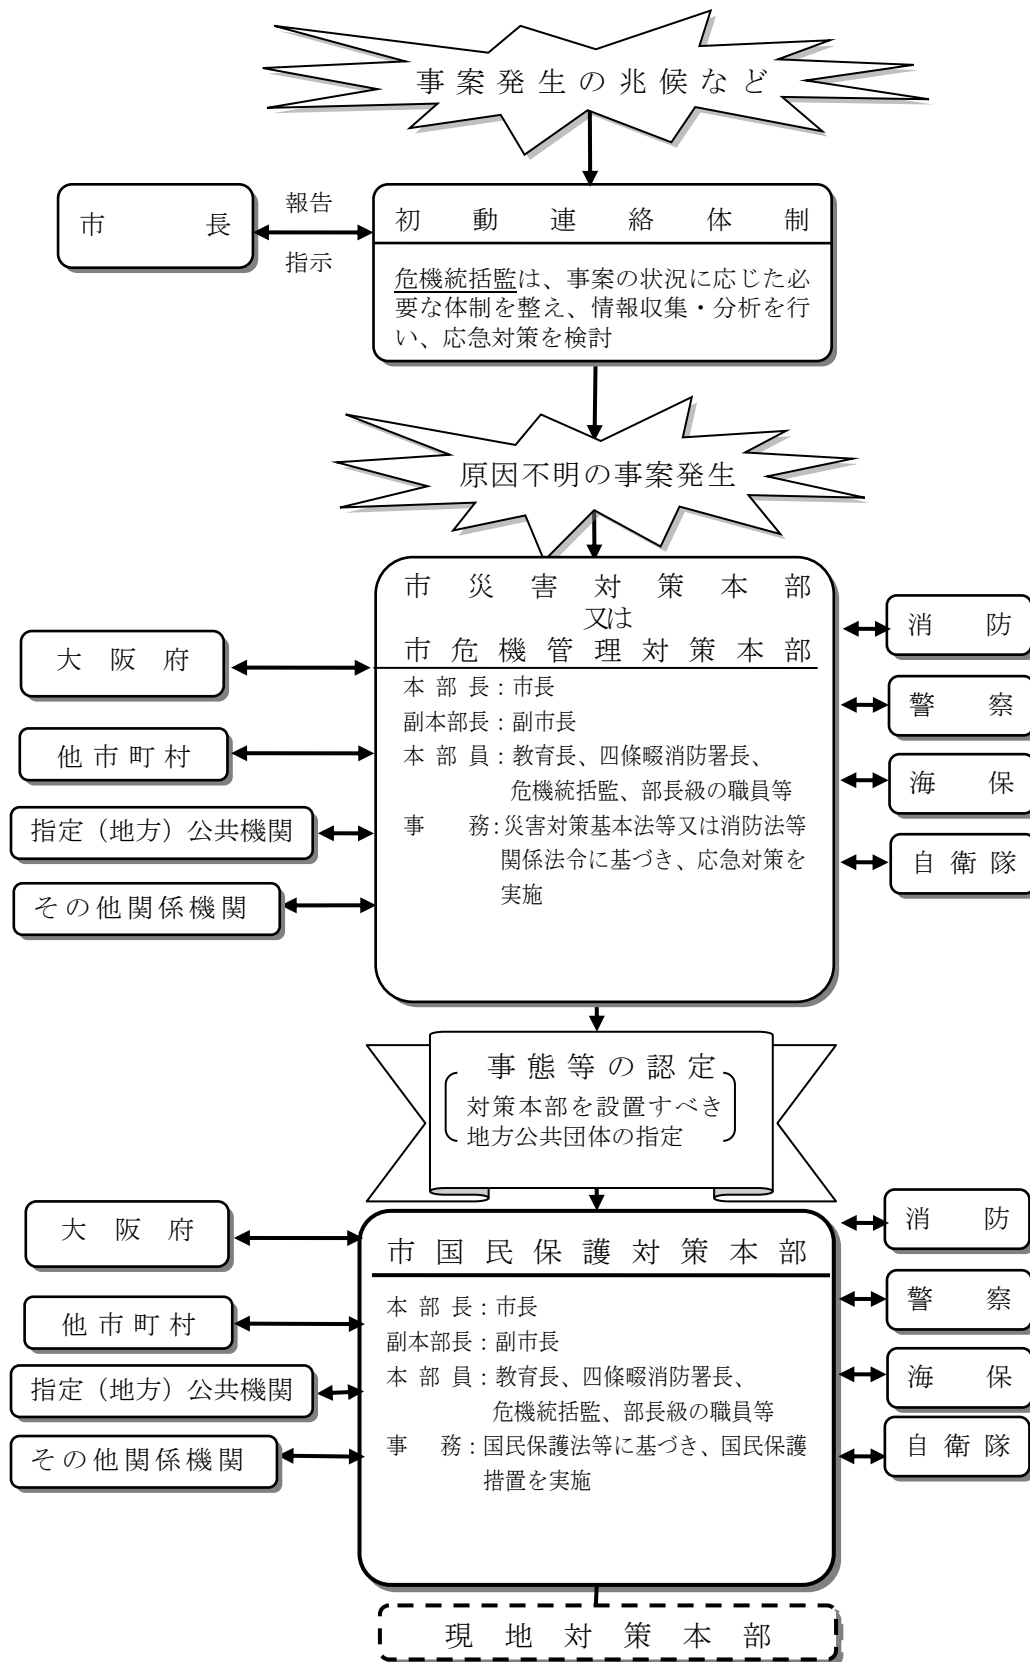 事案発生の兆候など
市長
報告
指示
初動連絡体制
危機統括監は、事案の状況に応じた必
要な体制を整え、情報収集・分析を行
い、応急対策を検討
原因不明の事案発生
市災害対策本部
又は
市危機管理対策本部
本部長：市長
副本部長：副市長
本部員：教育長、四條畷消防署長、
危機統括監、部長級の職員等
事務：災害対策基本法等又は消防法等
関係法令に基づき、応急対策を
実施
大阪府
他市町村
指定（地方）公共機関
その他関係機関
消防
警察
海保
自衛隊
事態等の認定
対策本部を設置すべき
地方公共団体の指定
市国民保護対策本部
本部長：市長
副本部長：副市長
本部員：教育長、四條畷消防署長、
危機統括監、部長級の職員等
事務：国民保護法等に基づき、国民保護
措置を実施
大阪府
他市町村
指定（地方）公共機関
その他関係機関
消防
警察
海保
自衛隊
現地対策本部